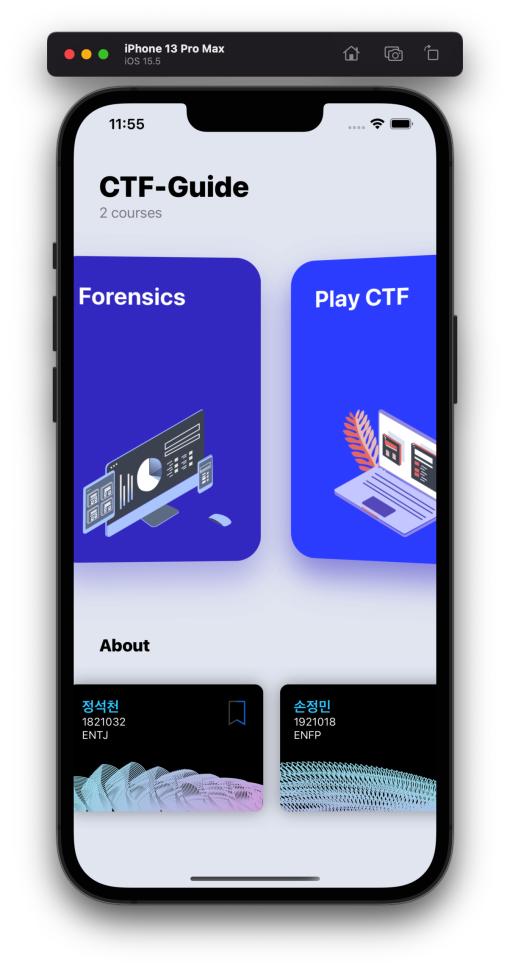 iPhone 13 Pro Max
iOS 15.5
11:55
CTF-Guide
2 courses
Forensics
Play CTF
About
정석천
1821032
ENTJ
손정민
1921018
ENFP